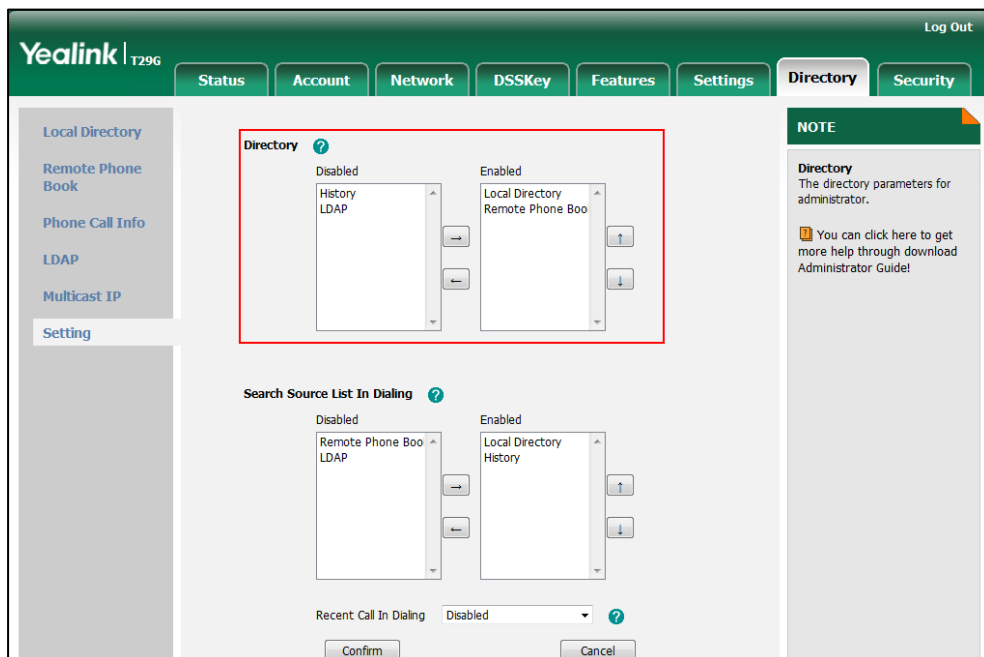 Log Out
Yealink | T29G
Status Account Network DSSKey Features Settings Directory Security
Local Directory
Remote Phone
Book
Phone Call Info
LDAP
Multicast IP
Setting
Directory ?
Disabled Enabled
History Local Directory
LDAP Remote Phone Boo
→ ↑
← ↓
Search Source List In Dialing ?
Disabled Enabled
Remote Phone Boo Local Directory
LDAP History
→ ↑
← ↓
Recent Call In Dialing Disabled ?
Confirm Cancel
NOTE
Directory
The directory parameters for
administrator.
? You can click here to get
more help through download
Administrator Guide!